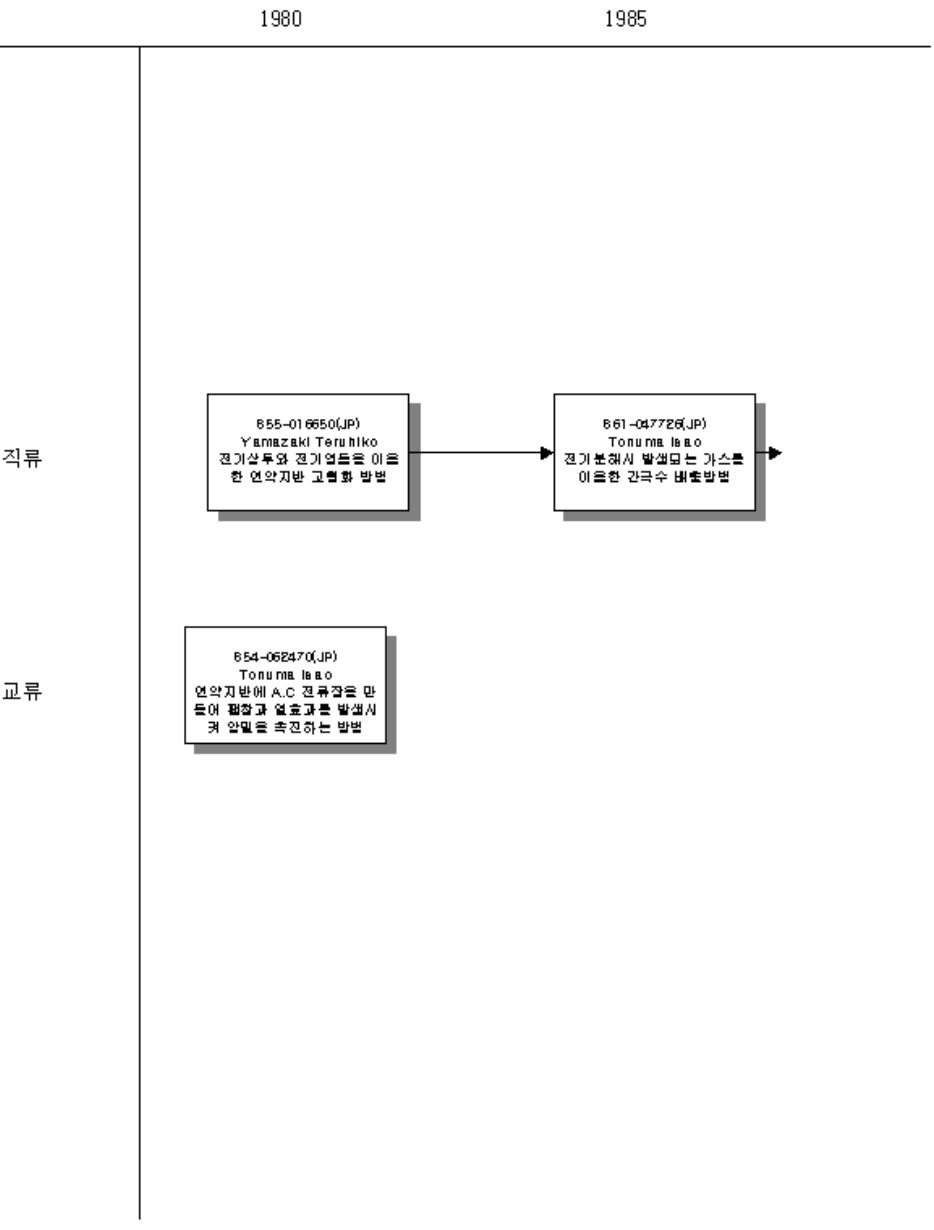 1980 1985
직류
855-016650(JP)
Yamazaki Teruhiko
전기삼투와 전기영동을 이용
한 연약지반 고결화 방법
861-047726(JP)
Tonuma Isao
전기분해시 발생되는 가스를
이용한 간극수 배출방법
교류
854-062470(JP)
Tonuma Isao
연약지반에 A.C 전류장을 만
들어 팽창과 열효과를 발생시
켜 압밀을 촉진하는 방법